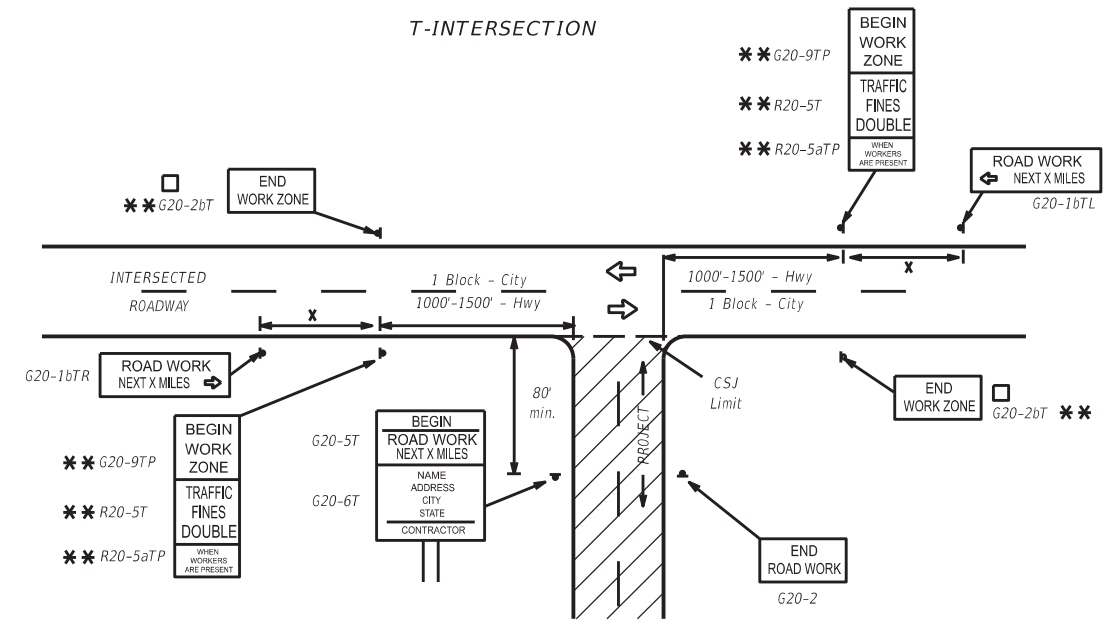 T-INTERSECTION
BEGIN
WORK
ZONE
** G20-9TP
TRAFFIC
FINES
DOUBLE
** R20-5T
WHEN
WORKERS
ARE PRESENT
** R20-5aTP
ROAD WORK
⇦ NEXT X MILES
G20-1bTL
END
WORK ZONE
□
** G20-2bT
INTERSECTED
ROADWAY
1 Block - City
1000'-1500' - Hwy
X
1000'-1500' - Hwy
1 Block - City
X
ROAD WORK
NEXT X MILES ⇨
G20-1bTR
BEGIN
WORK
ZONE
** G20-9TP
TRAFFIC
FINES
DOUBLE
** R20-5T
WHEN
WORKERS
ARE PRESENT
** R20-5aTP
BEGIN
ROAD WORK
NEXT X MILES
G20-5T
NAME
ADDRESS
CITY
STATE
CONTRACTOR
G20-6T
80'
min.
PROJECT
CSJ
Limit
END
WORK ZONE
□
G20-2bT **
END
ROAD WORK
G20-2